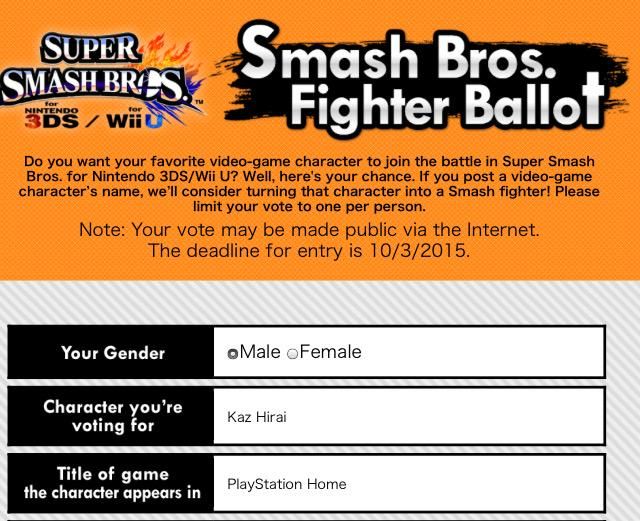 SUPER
SMASH BROS.™
for NINTENDO 3DS / for Wii U
Smash Bros.
Fighter Ballot
Do you want your favorite video-game character to join the battle in Super Smash
Bros. for Nintendo 3DS/Wii U? Well, here's your chance. If you post a video-game
character's name, we'll consider turning that character into a Smash fighter! Please
limit your vote to one per person.
Note: Your vote may be made public via the Internet.
The deadline for entry is 10/3/2015.
Your Gender
Male Female
Character you're
voting for
Kaz Hirai
Title of game
the character appears in
PlayStation Home